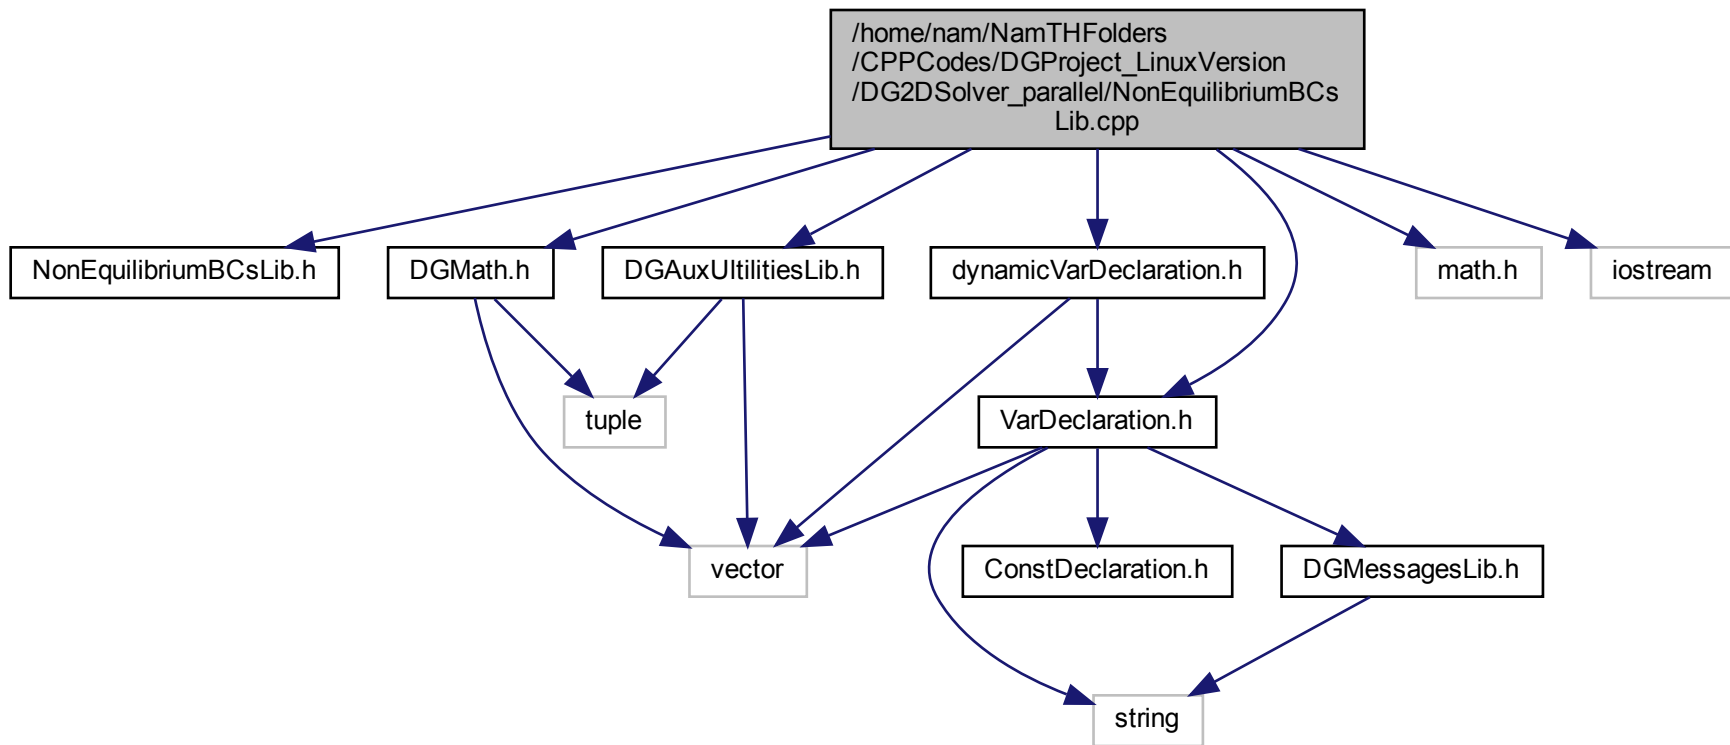 /home/nam/NamTHFolders
/CPPCodes/DGProject_LinuxVersion
/DG2DSolver_parallel/NonEquilibriumBCs
Lib.cpp
NonEquilibriumBCsLib.h
DGMath.h
DGAuxUltilitiesLib.h
dynamicVarDeclaration.h
math.h
iostream
tuple
VarDeclaration.h
vector
ConstDeclaration.h
DGMessagesLib.h
string